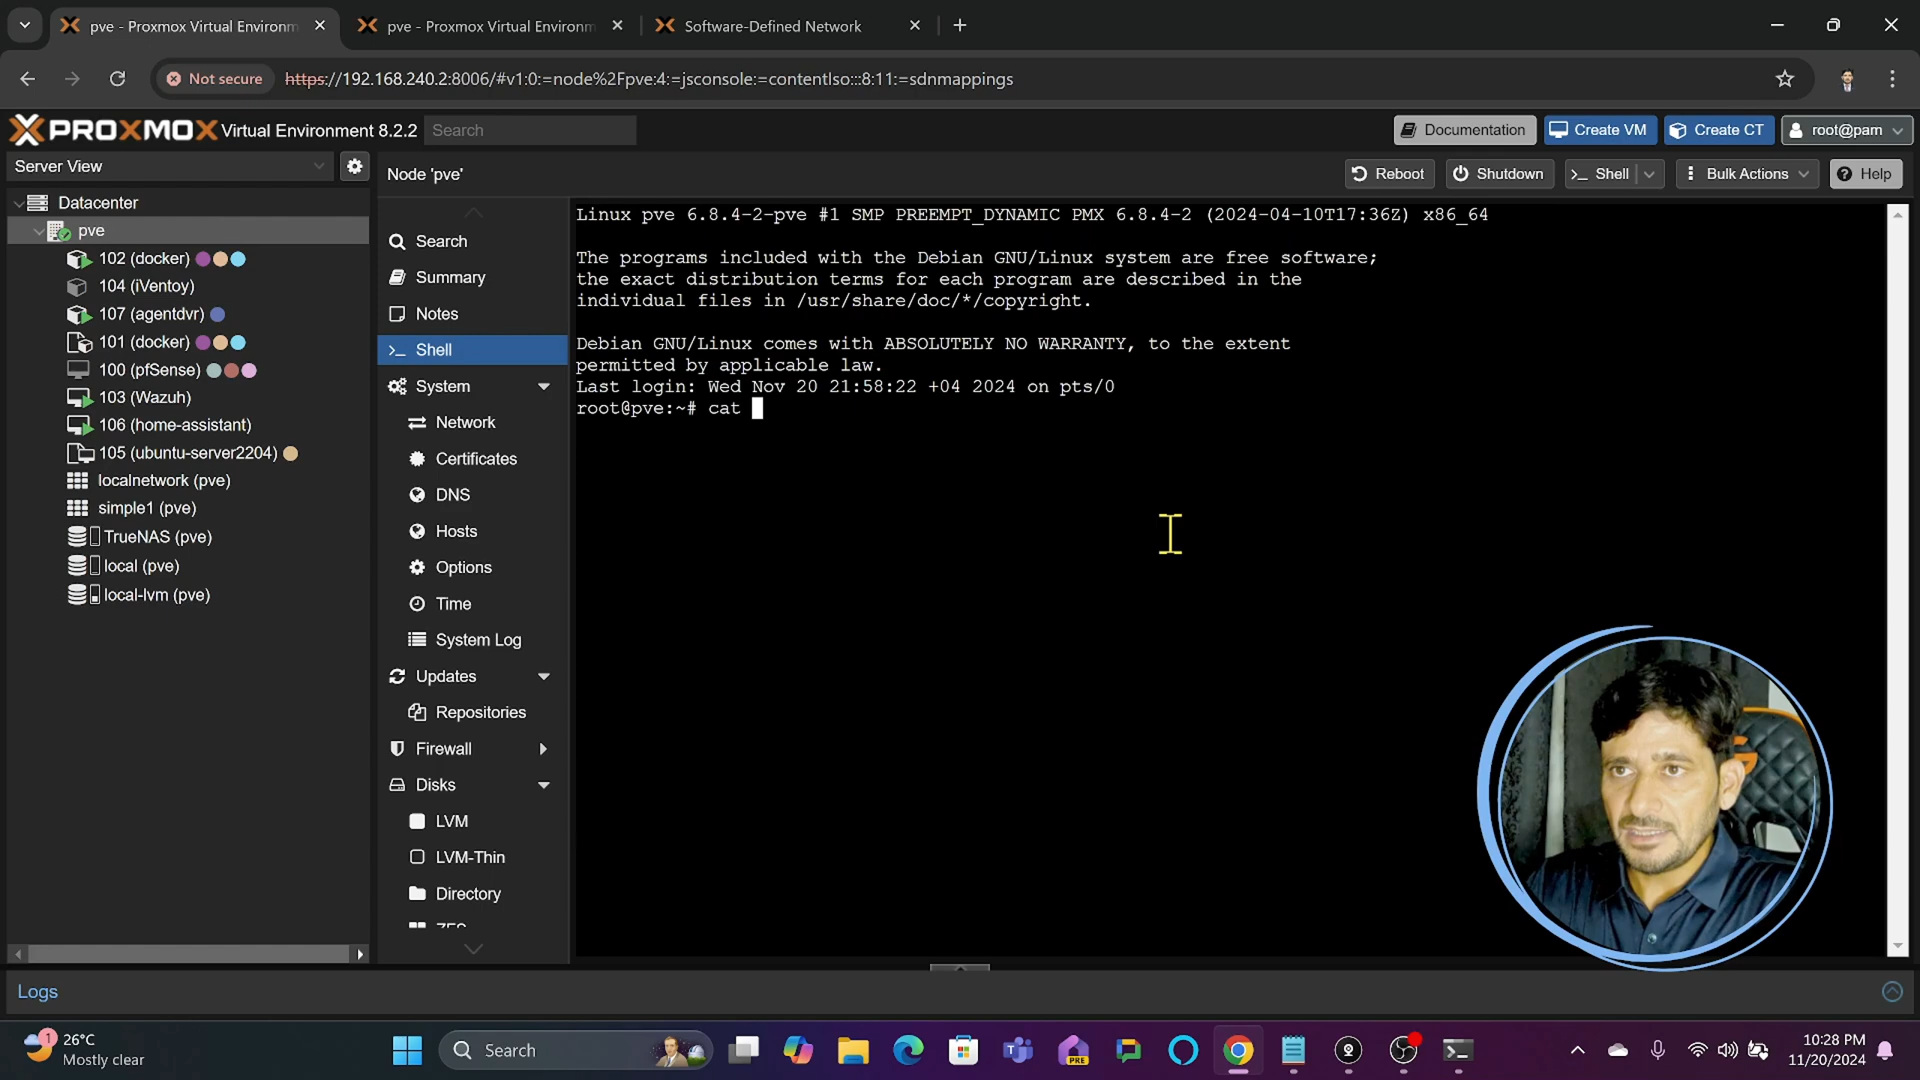 pve - Proxmox Virtual Environm
pve - Proxmox Virtual Environm
Software-Defined Network
Not secure
https://192.168.240.2:8006/#v1:0:=node%2Fpve:4:=jsconsole:=contentIso:::8:11:=sdnmappings
PROXMOX Virtual Environment 8.2.2
Search
Documentation
Create VM
Create CT
root@pam
Server View
Node 'pve'
Reboot
Shutdown
Shell
Bulk Actions
Help
Datacenter
pve
102 (docker)
104 (iVentoy)
107 (agentdvr)
101 (docker)
100 (pfSense)
103 (Wazuh)
106 (home-assistant)
105 (ubuntu-server2204)
localnetwork (pve)
simple1 (pve)
TrueNAS (pve)
local (pve)
local-lvm (pve)
Search
Summary
Notes
Shell
System
Network
Certificates
DNS
Hosts
Options
Time
System Log
Updates
Repositories
Firewall
Disks
LVM
LVM-Thin
Directory
Linux pve 6.8.4-2-pve #1 SMP PREEMPT_DYNAMIC PMX 6.8.4-2 (2024-04-10T17:36Z) x86_64
The programs included with the Debian GNU/Linux system are free software;
the exact distribution terms for each program are described in the
individual files in /usr/share/doc/*/copyright.
Debian GNU/Linux comes with ABSOLUTELY NO WARRANTY, to the extent
permitted by applicable law.
Last login: Wed Nov 20 21:58:22 +04 2024 on pts/0
root@pve:~# cat
Logs
1
26°C
Mostly clear
Search
PRE
10:28 PM
11/20/2024